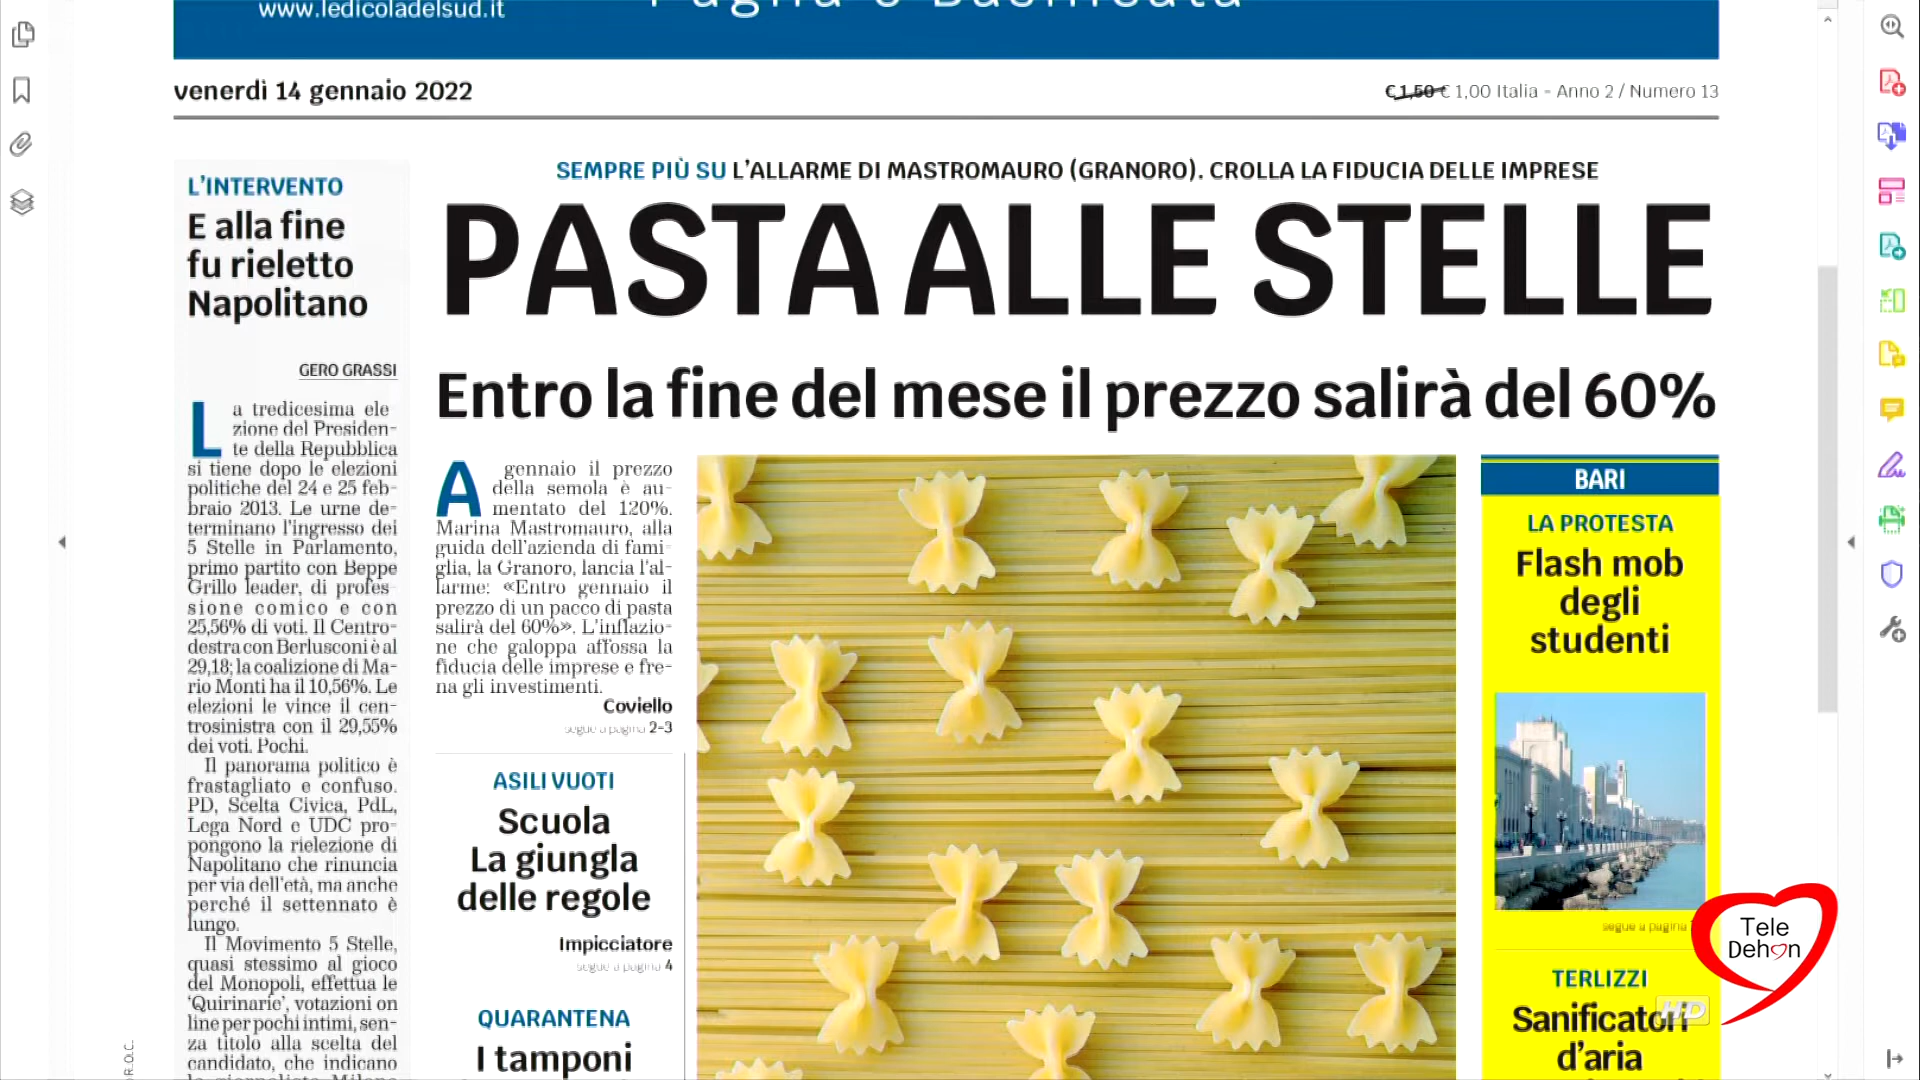 www.ledicoladelsud.it
Puglia e Basilicata
venerdì 14 gennaio 2022
€ 1,50 € 1,00 Italia - Anno 2 / Numero 13
L'INTERVENTO
E alla fine
fu rieletto
Napolitano
GERO GRASSI
La tredicesima ele-
zione del Presiden-
te della Repubblica
si tiene dopo le elezioni
politiche del 24 e 25 feb-
braio 2013. Le urne de-
terminano l'ingresso dei
5 Stelle in Parlamento,
primo partito con Beppe
Grillo leader, di profes-
sione comico e con
25,56% di voti. Il Centro-
destra con Berlusconi è al
29,18; la coalizione di Ma-
rio Monti ha il 10,56%. Le
elezioni le vince il cen-
trosinistra con il 29,55%
dei voti. Pochi.
Il panorama politico è
frastagliato e confuso.
PD, Scelta Civica, PdL,
Lega Nord e UDC pro-
pongono la rielezione di
Napolitano che rinuncia
per via dell'età, ma anche
perché il settennato è
lungo.
Il Movimento 5 Stelle,
quasi stessimo al gioco
del Monopoli, effettua le
'Quirinarie', votazioni on
line per pochi intimi, sen-
za titolo alla scelta del
candidato, che indicano
la giornalista Milena
SEMPRE PIÙ SU L'ALLARME DI MASTROMAURO (GRANORO). CROLLA LA FIDUCIA DELLE IMPRESE
PASTA ALLE STELLE
Entro la fine del mese il prezzo salirà del 60%
A gennaio il prezzo
della semola è au-
mentato del 120%.
Marina Mastromauro, alla
guida dell'azienda di fami-
glia, la Granoro, lancia l'al-
larme: «Entro gennaio il
prezzo di un pacco di pasta
salirà del 60%». L'inflazio-
ne che galoppa affossa la
fiducia delle imprese e fre-
na gli investimenti.
Coviello
segue a pagina 2-3
ASILI VUOTI
Scuola
La giungla
delle regole
Impicciatore
segue a pagina 4
QUARANTENA
I tamponi
BARI
LA PROTESTA
Flash mob
degli
studenti
segue a pagina
TERLIZZI
Sanificatori
d'aria
Tele
Dehon
HD
R.O.C.